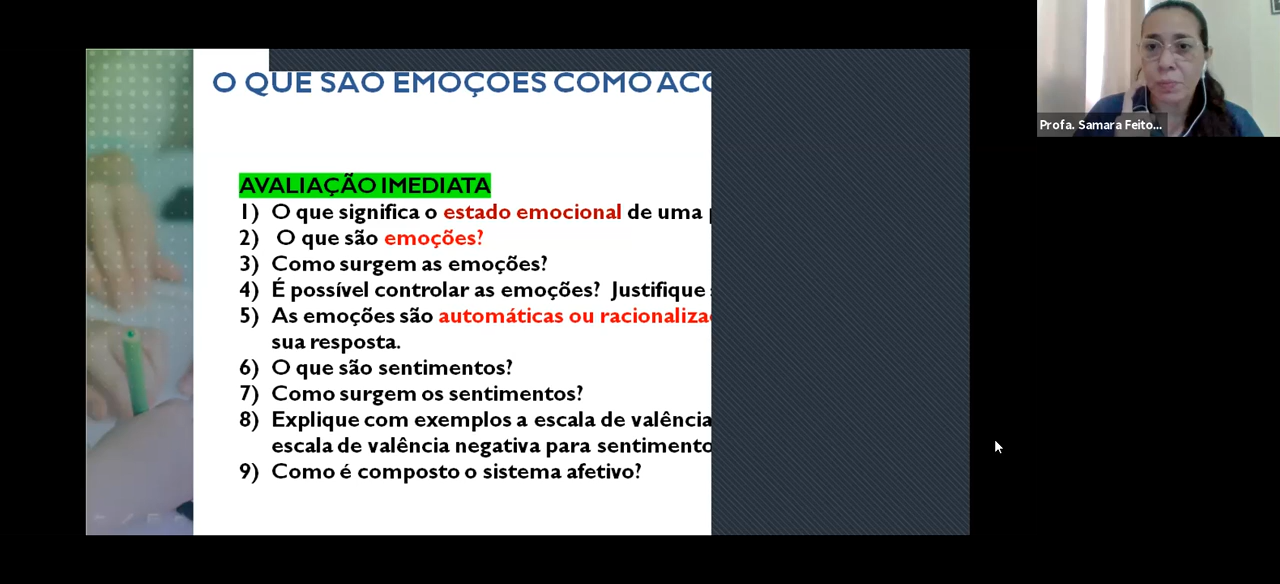 O QUE SÃO EMOÇÕES COMO
AVALIAÇÃO IMEDIATA
1) O que significa o estado emocional de uma
2) O que são emoções?
3) Como surgem as emoções?
4) É possível controlar as emoções? Justifique
5) As emoções são automáticas ou
sua resposta.
6) O que são sentimentos?
7) Como surgem os sentimentos?
8) Explique com exemplos a escala de valência
escala de valência negativa para
9) Como é composto o sistema afetivo?
Profa. Samara Feito...